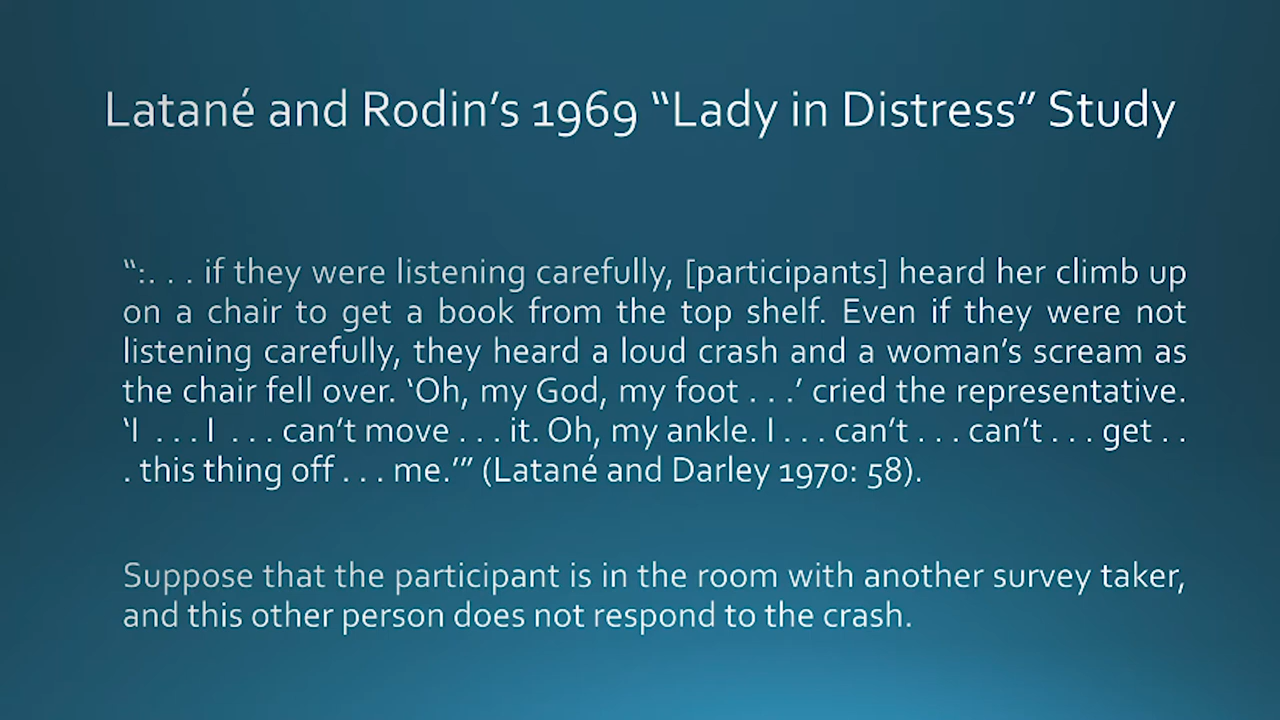 Latané and Rodin’s 1969 “Lady in Distress” Study
“:. . . if they were listening carefully, [participants] heard her climb up
on a chair to get a book from the top shelf. Even if they were not
listening carefully, they heard a loud crash and a woman’s scream as
the chair fell over. ‘Oh, my God, my foot . . .’ cried the representative.
‘I . . . I . . . can’t move . . . it. Oh, my ankle. I . . . can’t . . . can’t . . . get . .
. this thing off . . . me.’” (Latané and Darley 1970: 58).
Suppose that the participant is in the room with another survey taker,
and this other person does not respond to the crash.